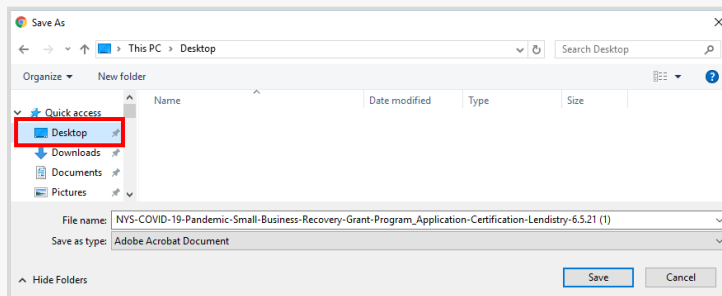 Save As
This PC > Desktop
Search Desktop
Organize
New folder
Name
Date modified
Type
Size
Quick access
Desktop
Downloads
Documents
Pictures
File name: NYS-COVID-19-Pandemic-Small-Business-Recovery-Grant-Program_Application-Certification-Lendistry-6.5.21 (1)
Save as type: Adobe Acrobat Document
Hide Folders
Save
Cancel